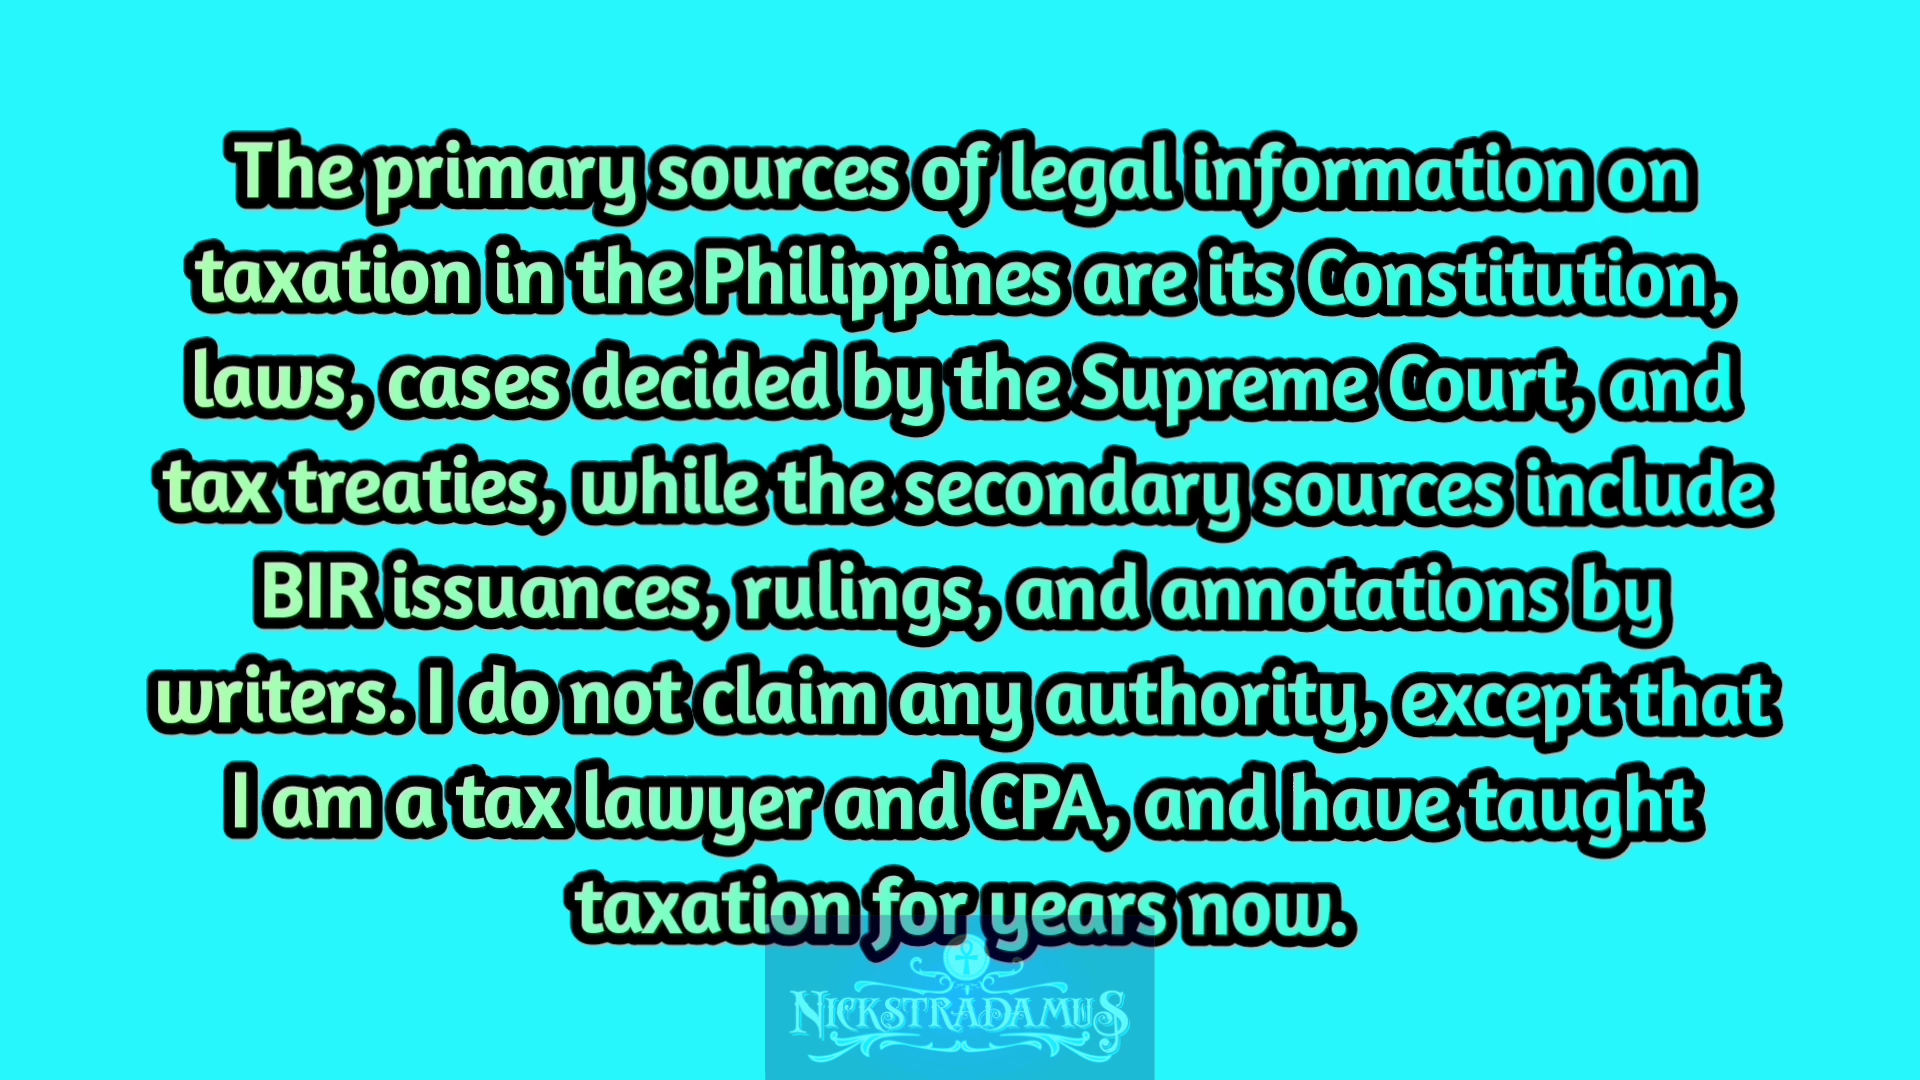 The primary sources of legal information on
taxation in the Philippines are its Constitution,
laws, cases decided by the Supreme Court, and
tax treaties, while the secondary sources include
BIR issuances, rulings, and annotations by
writers. I do not claim any authority, except that
I am a tax lawyer and CPA, and have taught
taxation for years now.
NICKSTRADAMUS